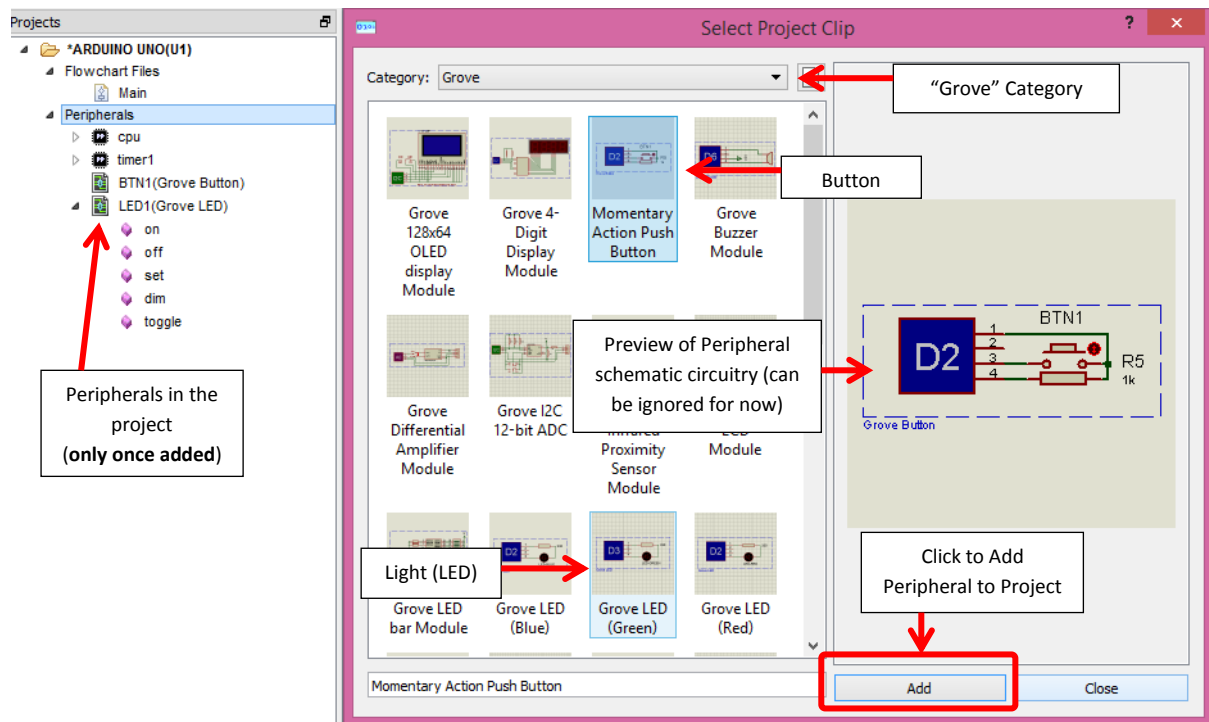 Projects
*ARDUINO UNO(U1)
Flowchart Files
Main
Peripherals
cpu
timer1
BTN1(Grove Button)
LED1(Grove LED)
on
off
set
dim
toggle
Peripherals in the
project
(only once added)
Select Project Clip
?
×
Category: Grove
“Grove” Category
Button
Grove
128x64
OLED
display
Module
Grove 4-
Digit
Display
Module
D2
Momentary
Action Push
Button
D6
Grove
Buzzer
Module
Grove
Differential
Amplifier
Module
Grove I2C
12-bit ADC
Proximity
Sensor
Module
Module
Preview of Peripheral
schematic circuitry (can
be ignored for now)
Light (LED)
Grove LED
bar Module
D2
Grove LED
(Blue)
D3
Grove LED
(Green)
D2
Grove LED
(Red)
Momentary Action Push Button
BTN1
D2
1
2
3
4
R5
1k
Grove Button
Click to Add
Peripheral to Project
Add
Close